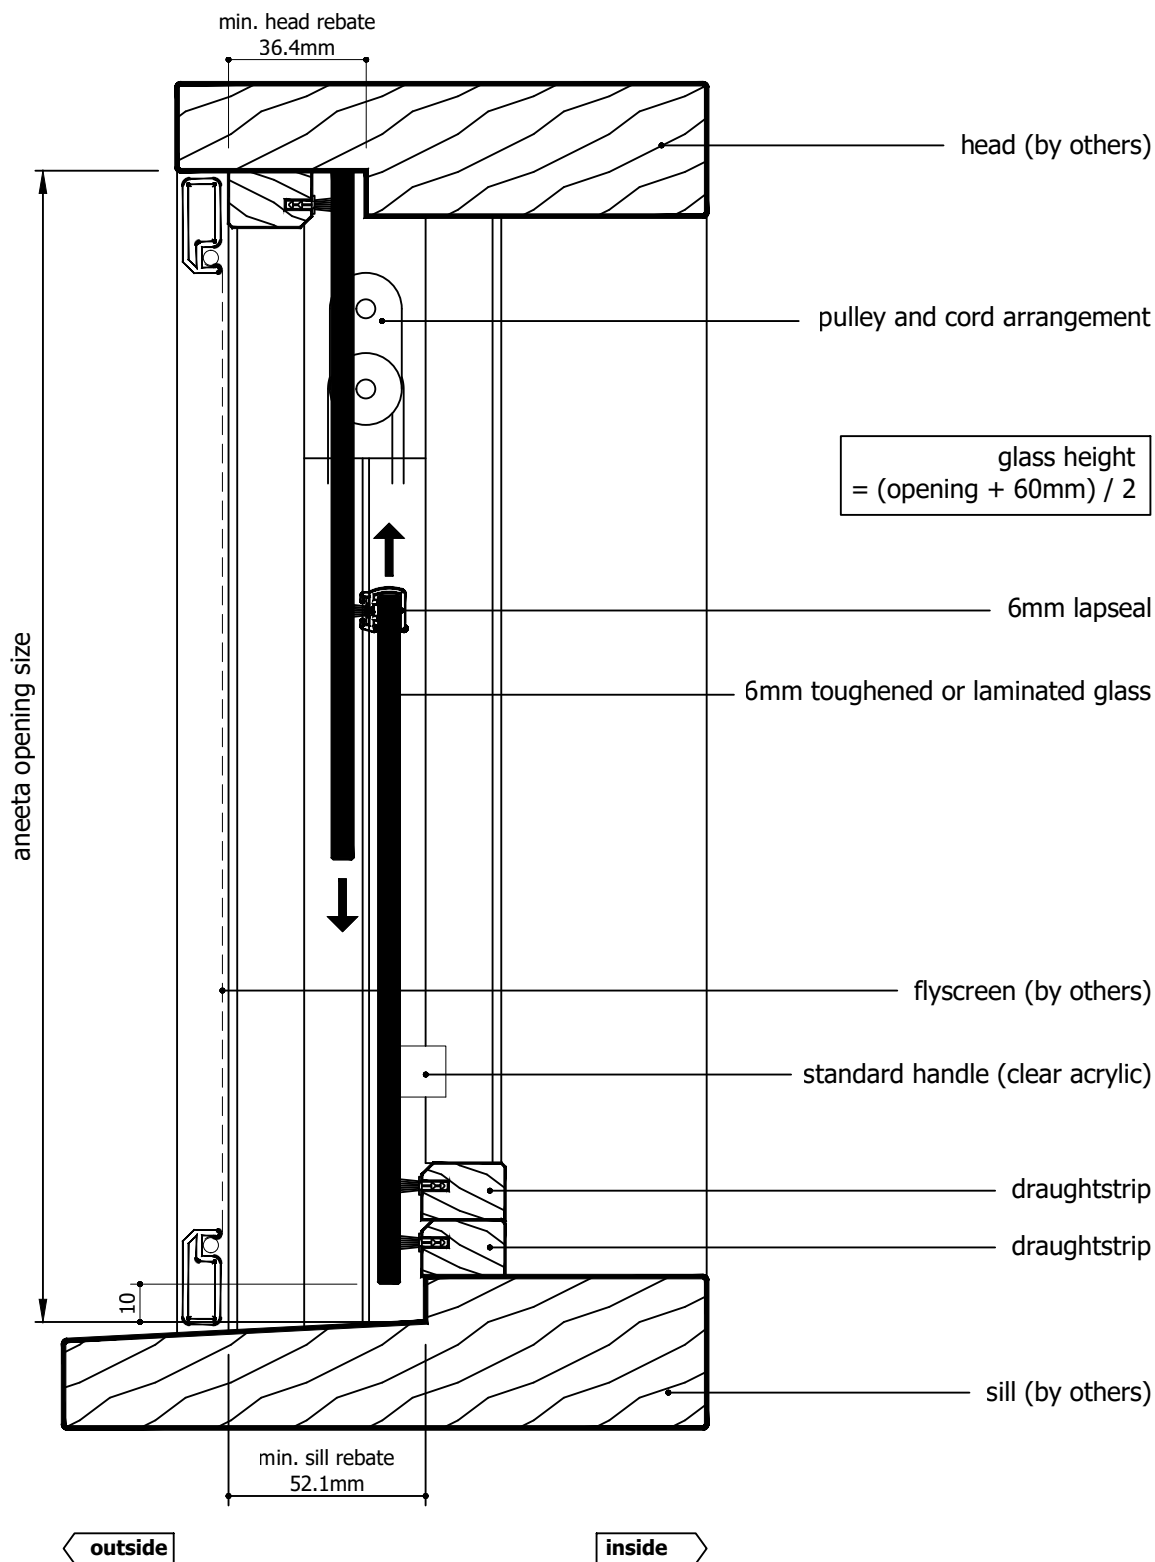 min. head rebate
36.4mm
head (by others)
pulley and cord arrangement
glass height
= (opening + 60mm) / 2
6mm lapseal
aneeta opening size
6mm toughened or laminated glass
flyscreen (by others)
standard handle (clear acrylic)
draughtstrip
draughtstrip
10
sill (by others)
min. sill rebate
52.1mm
outside
inside